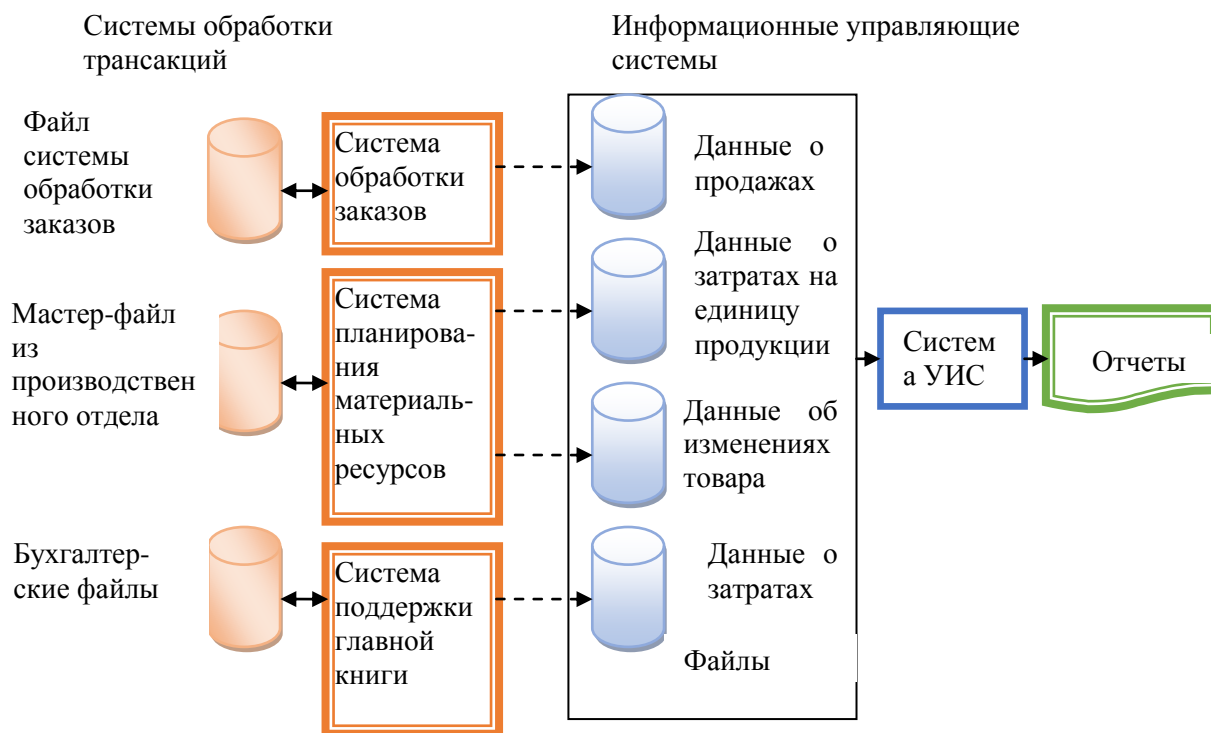 Системы обработки
трансакций
Информационные управляющие
системы
Файл
системы
обработки
заказов
Система
обработки
заказов
Данные о
продажах
Мастер-файл
из
производствен
ного отдела
Система
планирова-
ния
материаль-
ных
ресурсов
Данные о
затратах на
единицу
продукции
Данные об
изменениях
товара
Бухгалтер-
ские файлы
Система
поддержки
главной
книги
Данные о
затратах
Файлы
Систем
а УИС
Отчеты